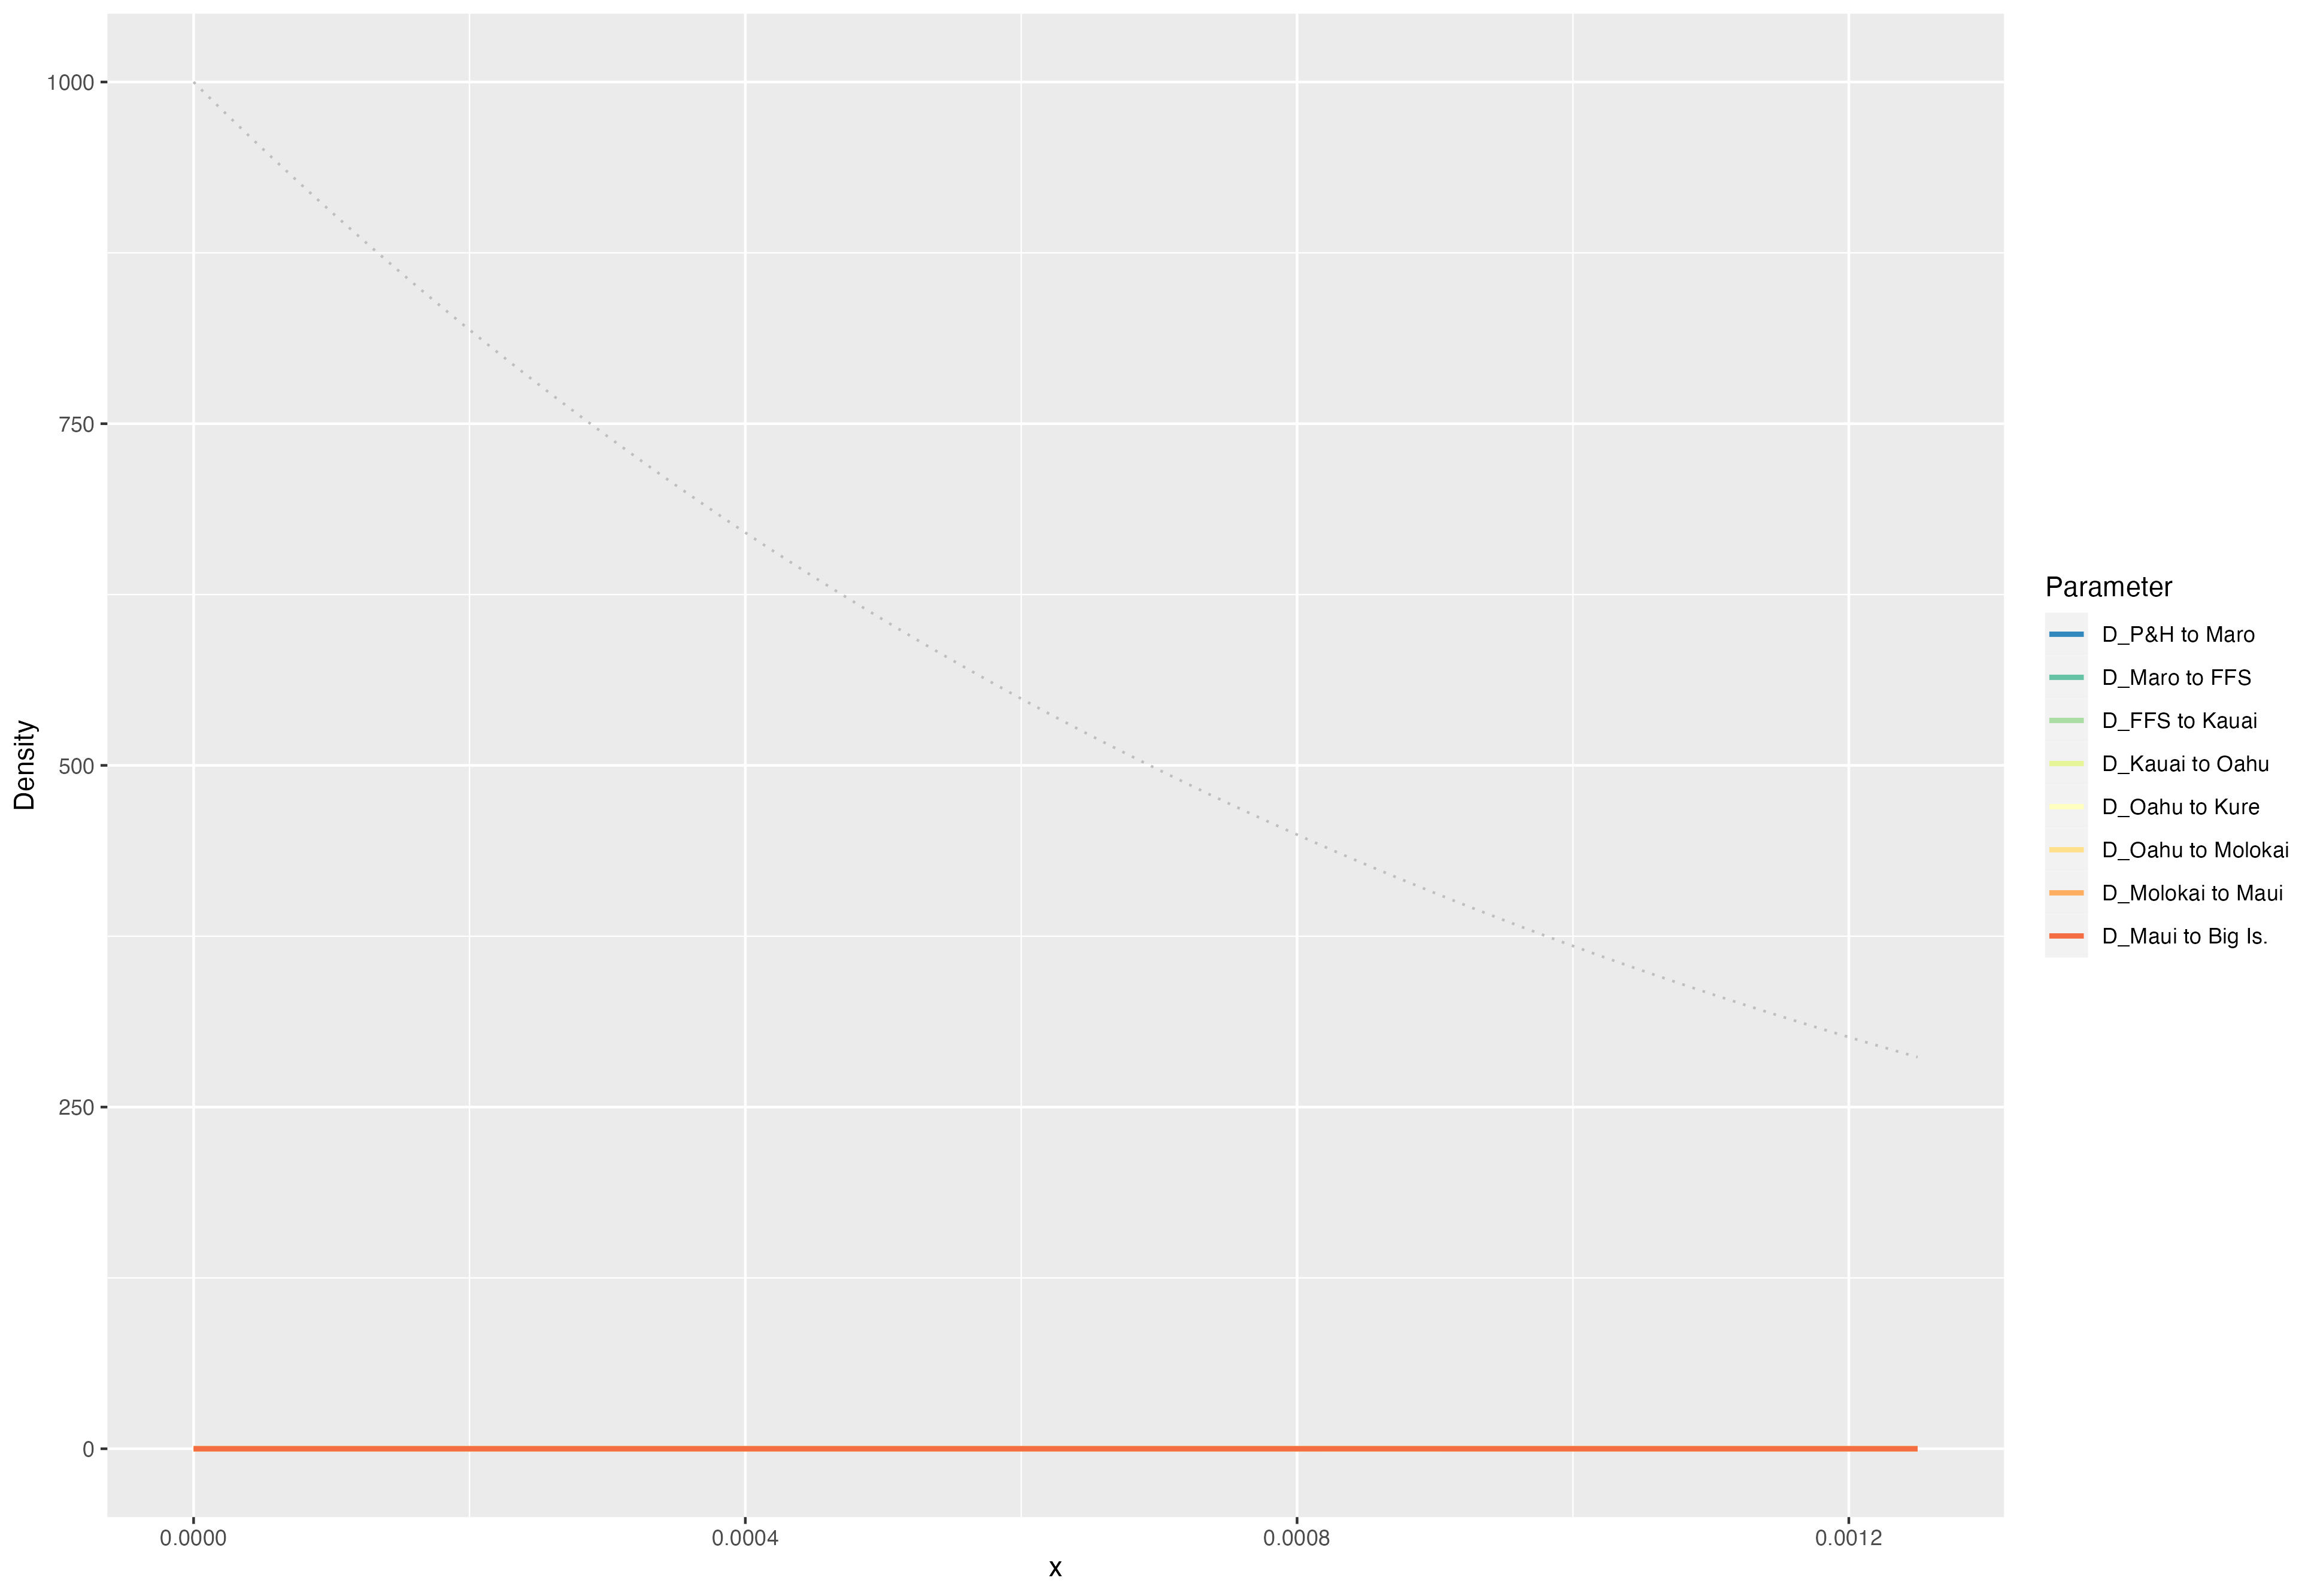 1000
750
500
250
0
Density
0.0000
0.0004
0.0008
0.0012
x
Parameter
D_P&H to Maro
D_Maro to FFS
D_FFS to Kauai
D_Kauai to Oahu
D_Oahu to Kure
D_Oahu to Molokai
D_Molokai to Maui
D_Maui to Big Is.